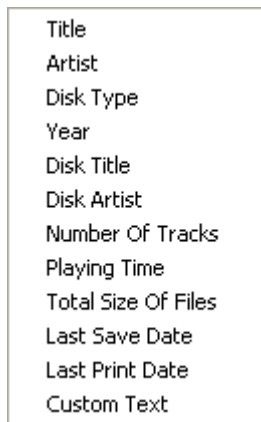 Title
Artist
Disk Type
Year
Disk Title
Disk Artist
Number Of Tracks
Playing Time
Total Size Of Files
Last Save Date
Last Print Date
Custom Text